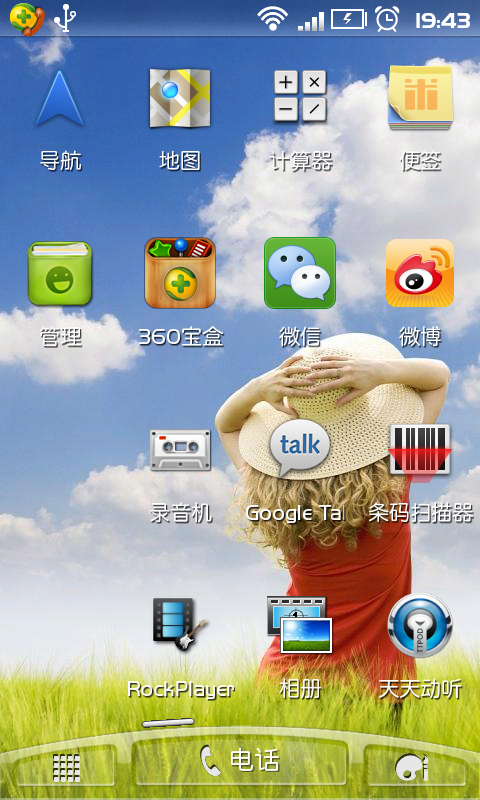 19:43
导航 地图 计算器 便签
管理 360宝盒 微信 微博
talk
录音机 Google Tal 条码扫描器
TTPOD
RockPlayer 相册 天天动听
电话